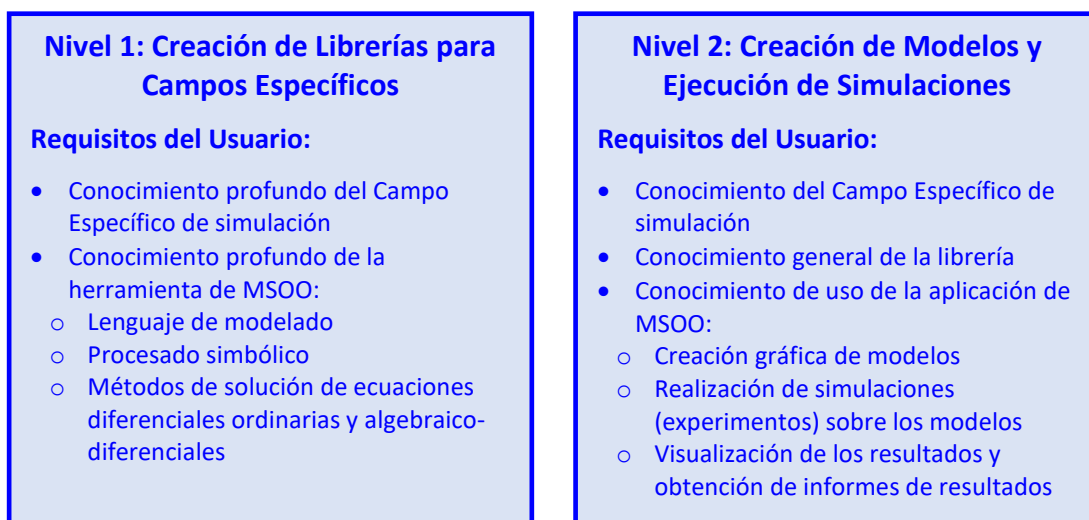 Nivel 1: Creación de Librerías para
Campos Específicos
Requisitos del Usuario:
• Conocimiento profundo del Campo
Específico de simulación
• Conocimiento profundo de la
herramienta de MSOO:
o Lenguaje de modelado
o Procesado simbólico
o Métodos de solución de ecuaciones
diferenciales ordinarias y algebraico-
diferenciales
Nivel 2: Creación de Modelos y
Ejecución de Simulaciones
Requisitos del Usuario:
• Conocimiento del Campo Específico de
simulación
• Conocimiento general de la librería
• Conocimiento de uso de la aplicación de
MSOO:
o Creación gráfica de modelos
o Realización de simulaciones
(experimentos) sobre los modelos
o Visualización de los resultados y
obtención de informes de resultados